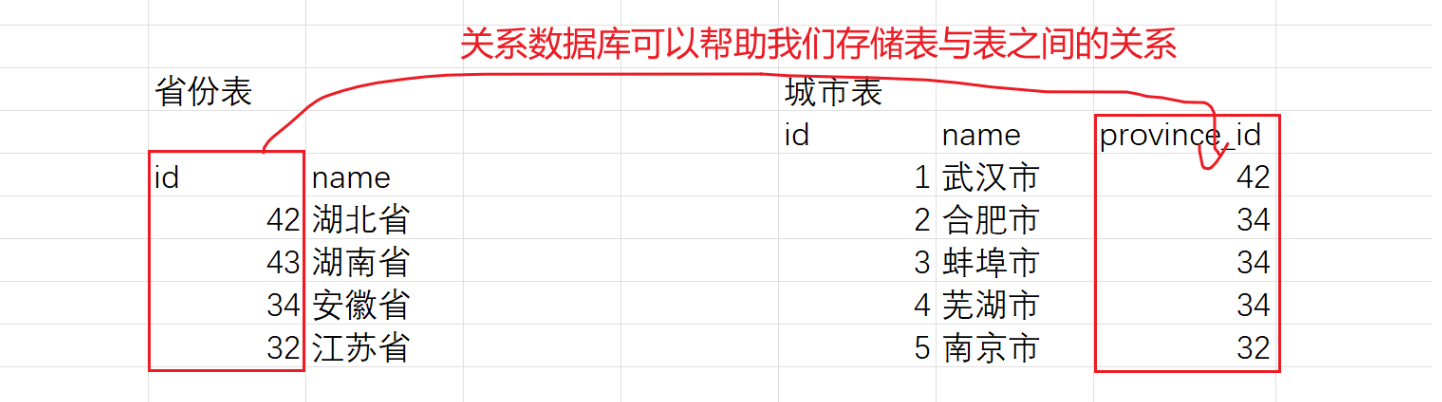 关系数据库可以帮助我们存储表与表之间的关系
省份表 城市表
id name province_id
id name 1 武汉市 42
42 湖北省 2 合肥市 34
43 湖南省 3 蚌埠市 34
34 安徽省 4 芜湖市 34
32 江苏省 5 南京市 32